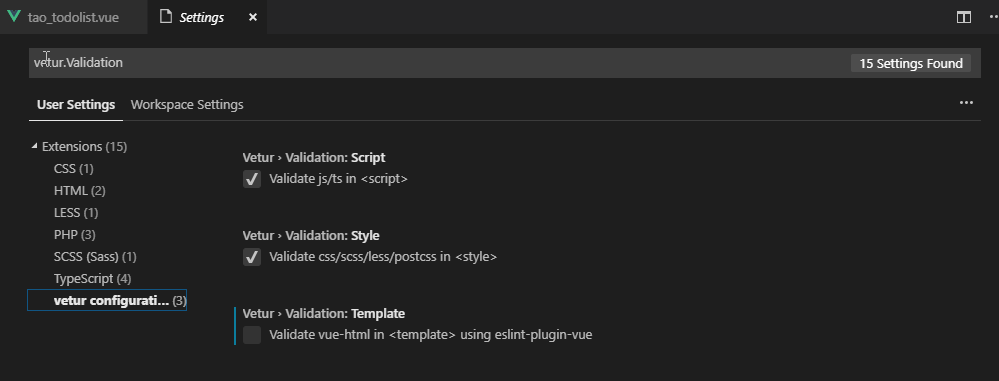 tao_todolist.vue
Settings
vetur.Validation
15 Settings Found
User Settings
Workspace Settings
Extensions (15)
CSS (1)
HTML (2)
LESS (1)
PHP (3)
SCSS (Sass) (1)
TypeScript (4)
vetur configurati... (3)
Vetur › Validation: Script
Validate js/ts in <script>
Vetur › Validation: Style
Validate css/scss/less/postcss in <style>
Vetur › Validation: Template
Validate vue-html in <template> using eslint-plugin-vue